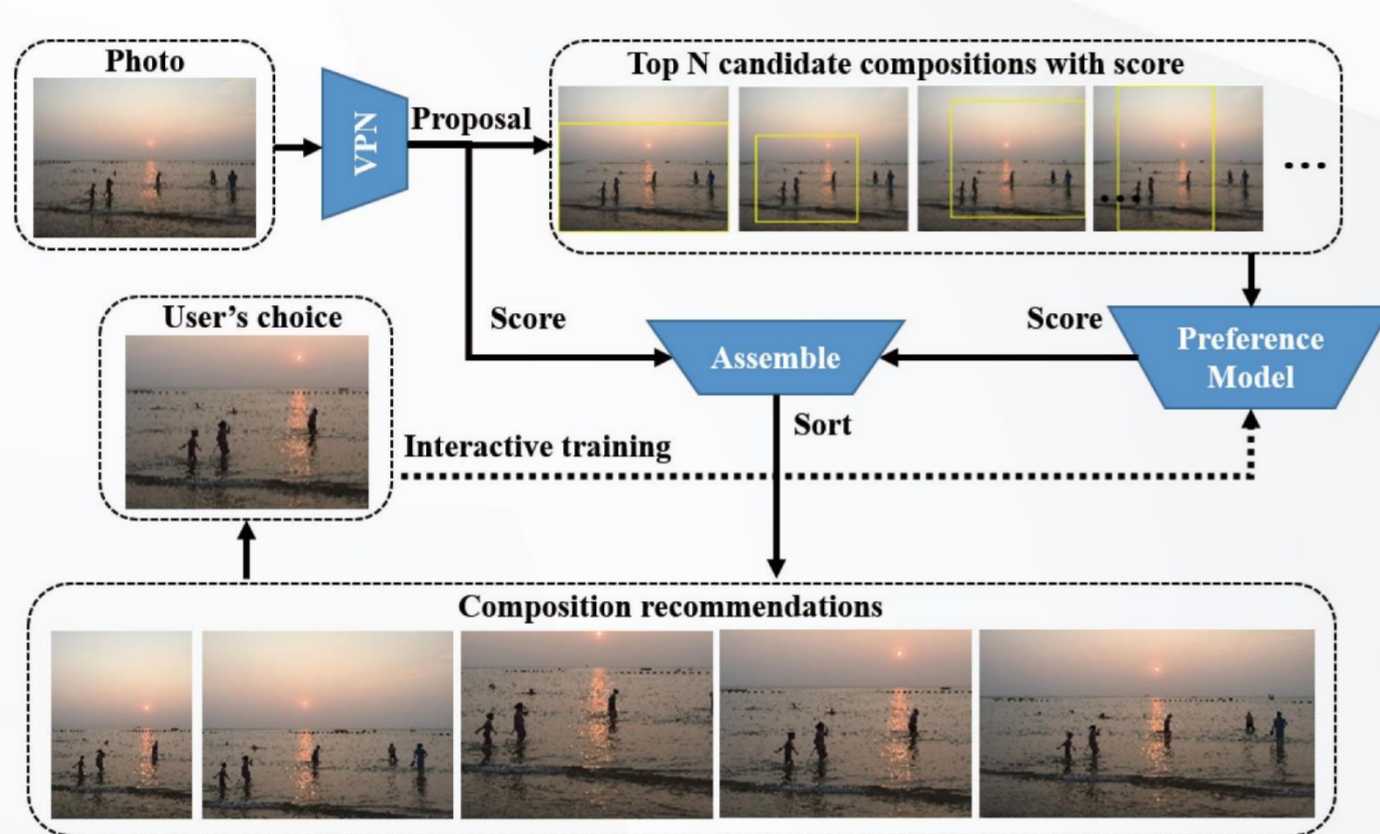 Photo
VPN
Proposal
Top N candidate compositions with score
...
...
User's choice
Score
Assemble
Score
Preference
Model
Sort
Interactive training
Composition recommendations